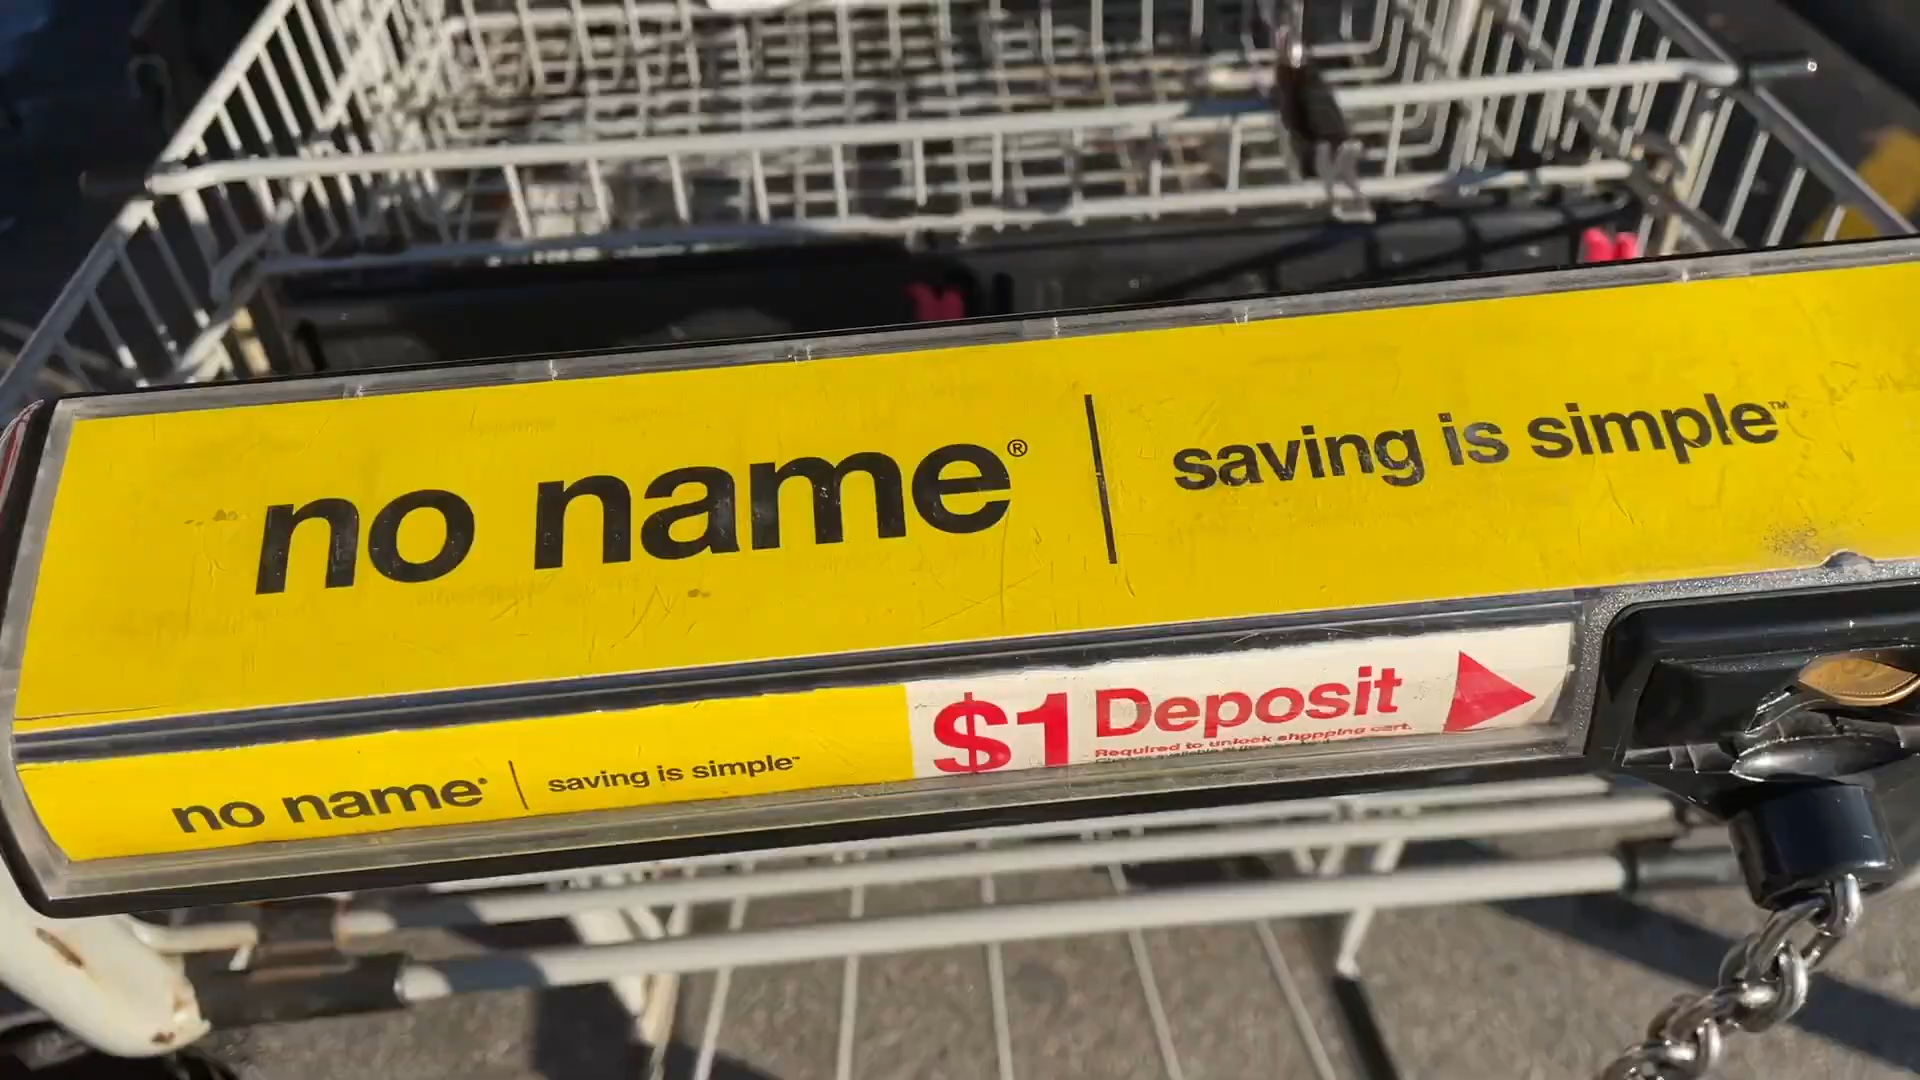 no name® | saving is simple™
no name® | saving is simple™
$1 Deposit
Required to unlock shopping cart.